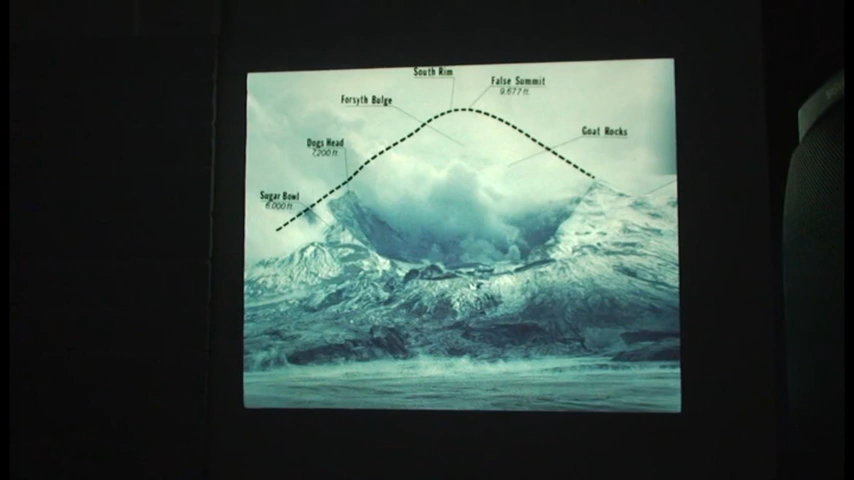 South Rim
False Summit
9,677 ft.
Forsyth Bulge
Goat Rocks
Dogs Head
7,200 ft.
Sugar Bowl
6,000 ft.